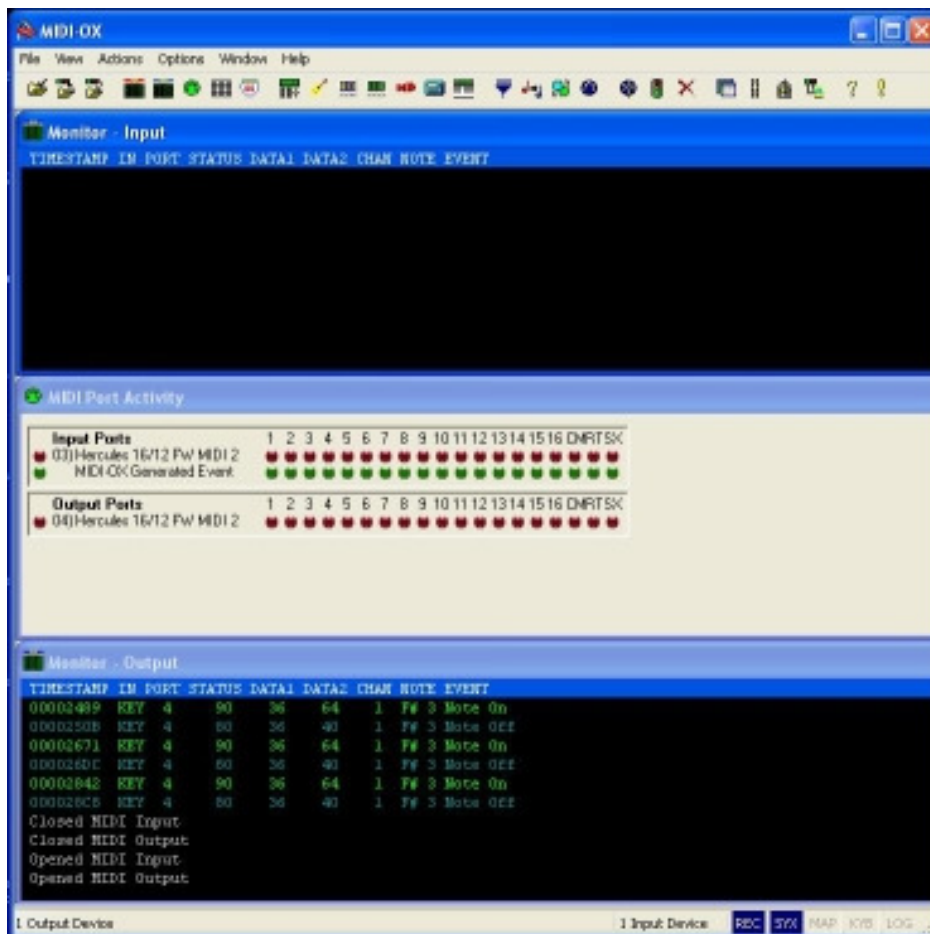 MIDI-OX
File View Actions Options Window Help
Monitor - Input
TIMESTAMP IN PORT STATUS DATA1 DATA2 CHAN NOTE EVENT
MIDI Port Activity
Input Ports 1 2 3 4 5 6 7 8 9 10 11 12 13 14 15 16 CMRTSX
03) Hercules 16/12 FW MIDI 2
MIDI-OX Generated Event
Output Ports 1 2 3 4 5 6 7 8 9 10 11 12 13 14 15 16 CMRTSX
04) Hercules 16/12 FW MIDI 2
Monitor - Output
TIMESTAMP IN PORT STATUS DATA1 DATA2 CHAN NOTE EVENT
00002489 KEY 4 90 36 64 1 F# 3 Note On
0000250B KEY 4 80 36 40 1 F# 3 Note Off
00002671 KEY 4 90 36 64 1 F# 3 Note On
000026DC KEY 4 80 36 40 1 F# 3 Note Off
00002842 KEY 4 90 36 64 1 F# 3 Note On
KEY 4 80 36 40 1 F# 3 Note Off
Closed MIDI Input
Closed MIDI Output
Opened MIDI Input
Opened MIDI Output
1 Output Device 1 Input Device REC SYX MAP KYB LOG